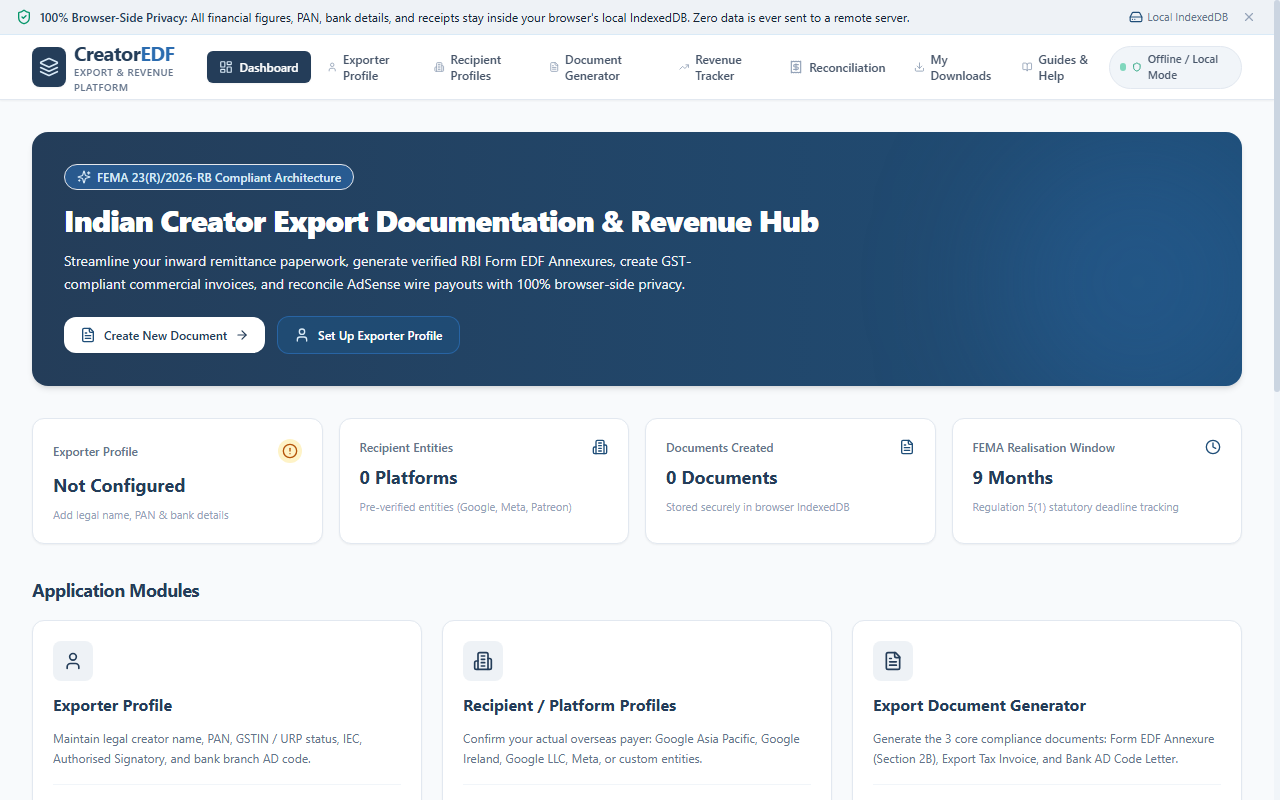 100% Browser-Side Privacy: All financial figures, PAN, bank details, and receipts stay inside your browser's local IndexedDB. Zero data is ever sent to a remote server.
Local IndexedDB
CreatorEDF
EXPORT & REVENUE
PLATFORM
Dashboard
Exporter
Profile
Recipient
Profiles
Document
Generator
Revenue
Tracker
Reconciliation
My
Downloads
Guides &
Help
Offline / Local
Mode
FEMA 23(R)/2026-RB Compliant Architecture
Indian Creator Export Documentation & Revenue Hub
Streamline your inward remittance paperwork, generate verified RBI Form EDF Annexures, create GST-
compliant commercial invoices, and reconcile AdSense wire payouts with 100% browser-side privacy.
Create New Document
Set Up Exporter Profile
Exporter Profile
Not Configured
Add legal name, PAN & bank details
Recipient Entities
0 Platforms
Pre-verified entities (Google, Meta, Patreon)
Documents Created
0 Documents
Stored securely in browser IndexedDB
FEMA Realisation Window
9 Months
Regulation 5(1) statutory deadline tracking
Application Modules
Exporter Profile
Maintain legal creator name, PAN, GSTIN / URP status, IEC,
Authorised Signatory, and bank branch AD code.
Recipient / Platform Profiles
Confirm your actual overseas payer: Google Asia Pacific, Google
Ireland, Google LLC, Meta, or custom entities.
Export Document Generator
Generate the 3 core compliance documents: Form EDF Annexure
(Section 2B), Export Tax Invoice, and Bank AD Code Letter.